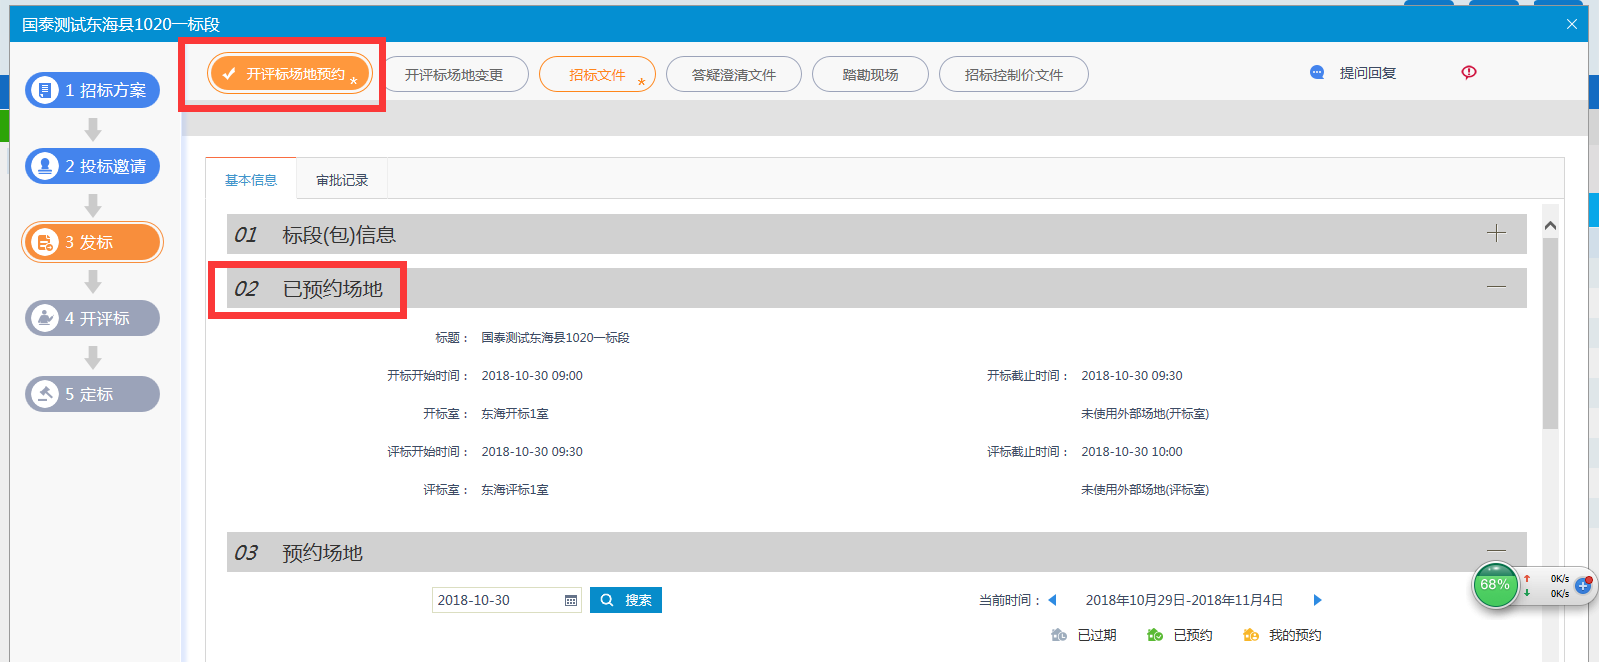 国泰测试东海县1020一标段
开评标场地预约 *
开评标场地变更
招标文件 *
答疑澄清文件
踏勘现场
招标控制价文件
提问回复
1 招标方案
2 投标邀请
3 发标
4 开评标
5 定标
基本信息
审批记录
01 标段(包)信息
02 已预约场地
标题： 国泰测试东海县1020一标段
开标开始时间： 2018-10-30 09:00
开标截止时间： 2018-10-30 09:30
开标室： 东海开标1室
未使用外部场地(开标室)
评标开始时间： 2018-10-30 09:30
评标截止时间： 2018-10-30 10:00
评标室： 东海评标1室
未使用外部场地(评标室)
03 预约场地
2018-10-30
搜索
当前时间： 2018年10月29日-2018年11月4日
已过期
已预约
我的预约
68%
0K/s
0K/s